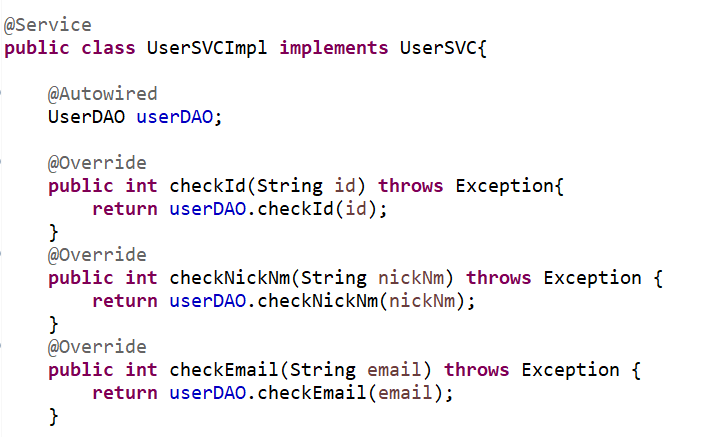 @Service
public class UserSVCImpl implements UserSVC{
@Autowired
UserDAO userDAO;
@Override
public int checkId(String id) throws Exception{
return userDAO.checkId(id);
}
@Override
public int checkNickNm(String nickNm) throws Exception {
return userDAO.checkNickNm(nickNm);
}
@Override
public int checkEmail(String email) throws Exception {
return userDAO.checkEmail(email);
}